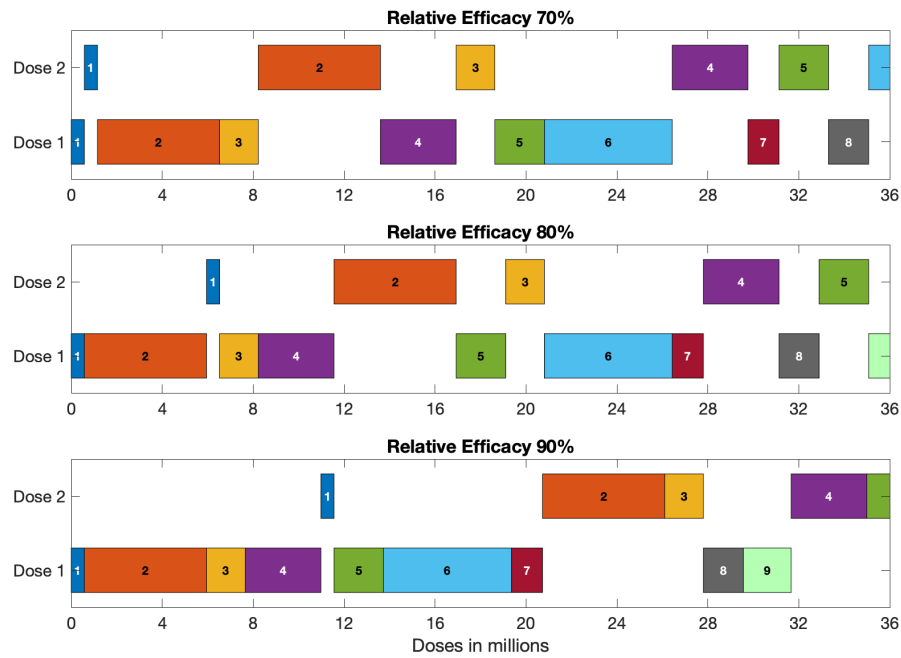 Relative Efficacy 70%
Dose 2 1 2 3 4 5
Dose 1 1 2 3 4 5 6 7 8
0 4 8 12 16 20 24 28 32 36
Relative Efficacy 80%
Dose 2 1 2 3 4 5
Dose 1 1 2 3 4 5 6 7 8
0 4 8 12 16 20 24 28 32 36
Relative Efficacy 90%
Dose 2 1 2 3 4
Dose 1 1 2 3 4 5 6 7 8 9
0 4 8 12 16 20 24 28 32 36
Doses in millions